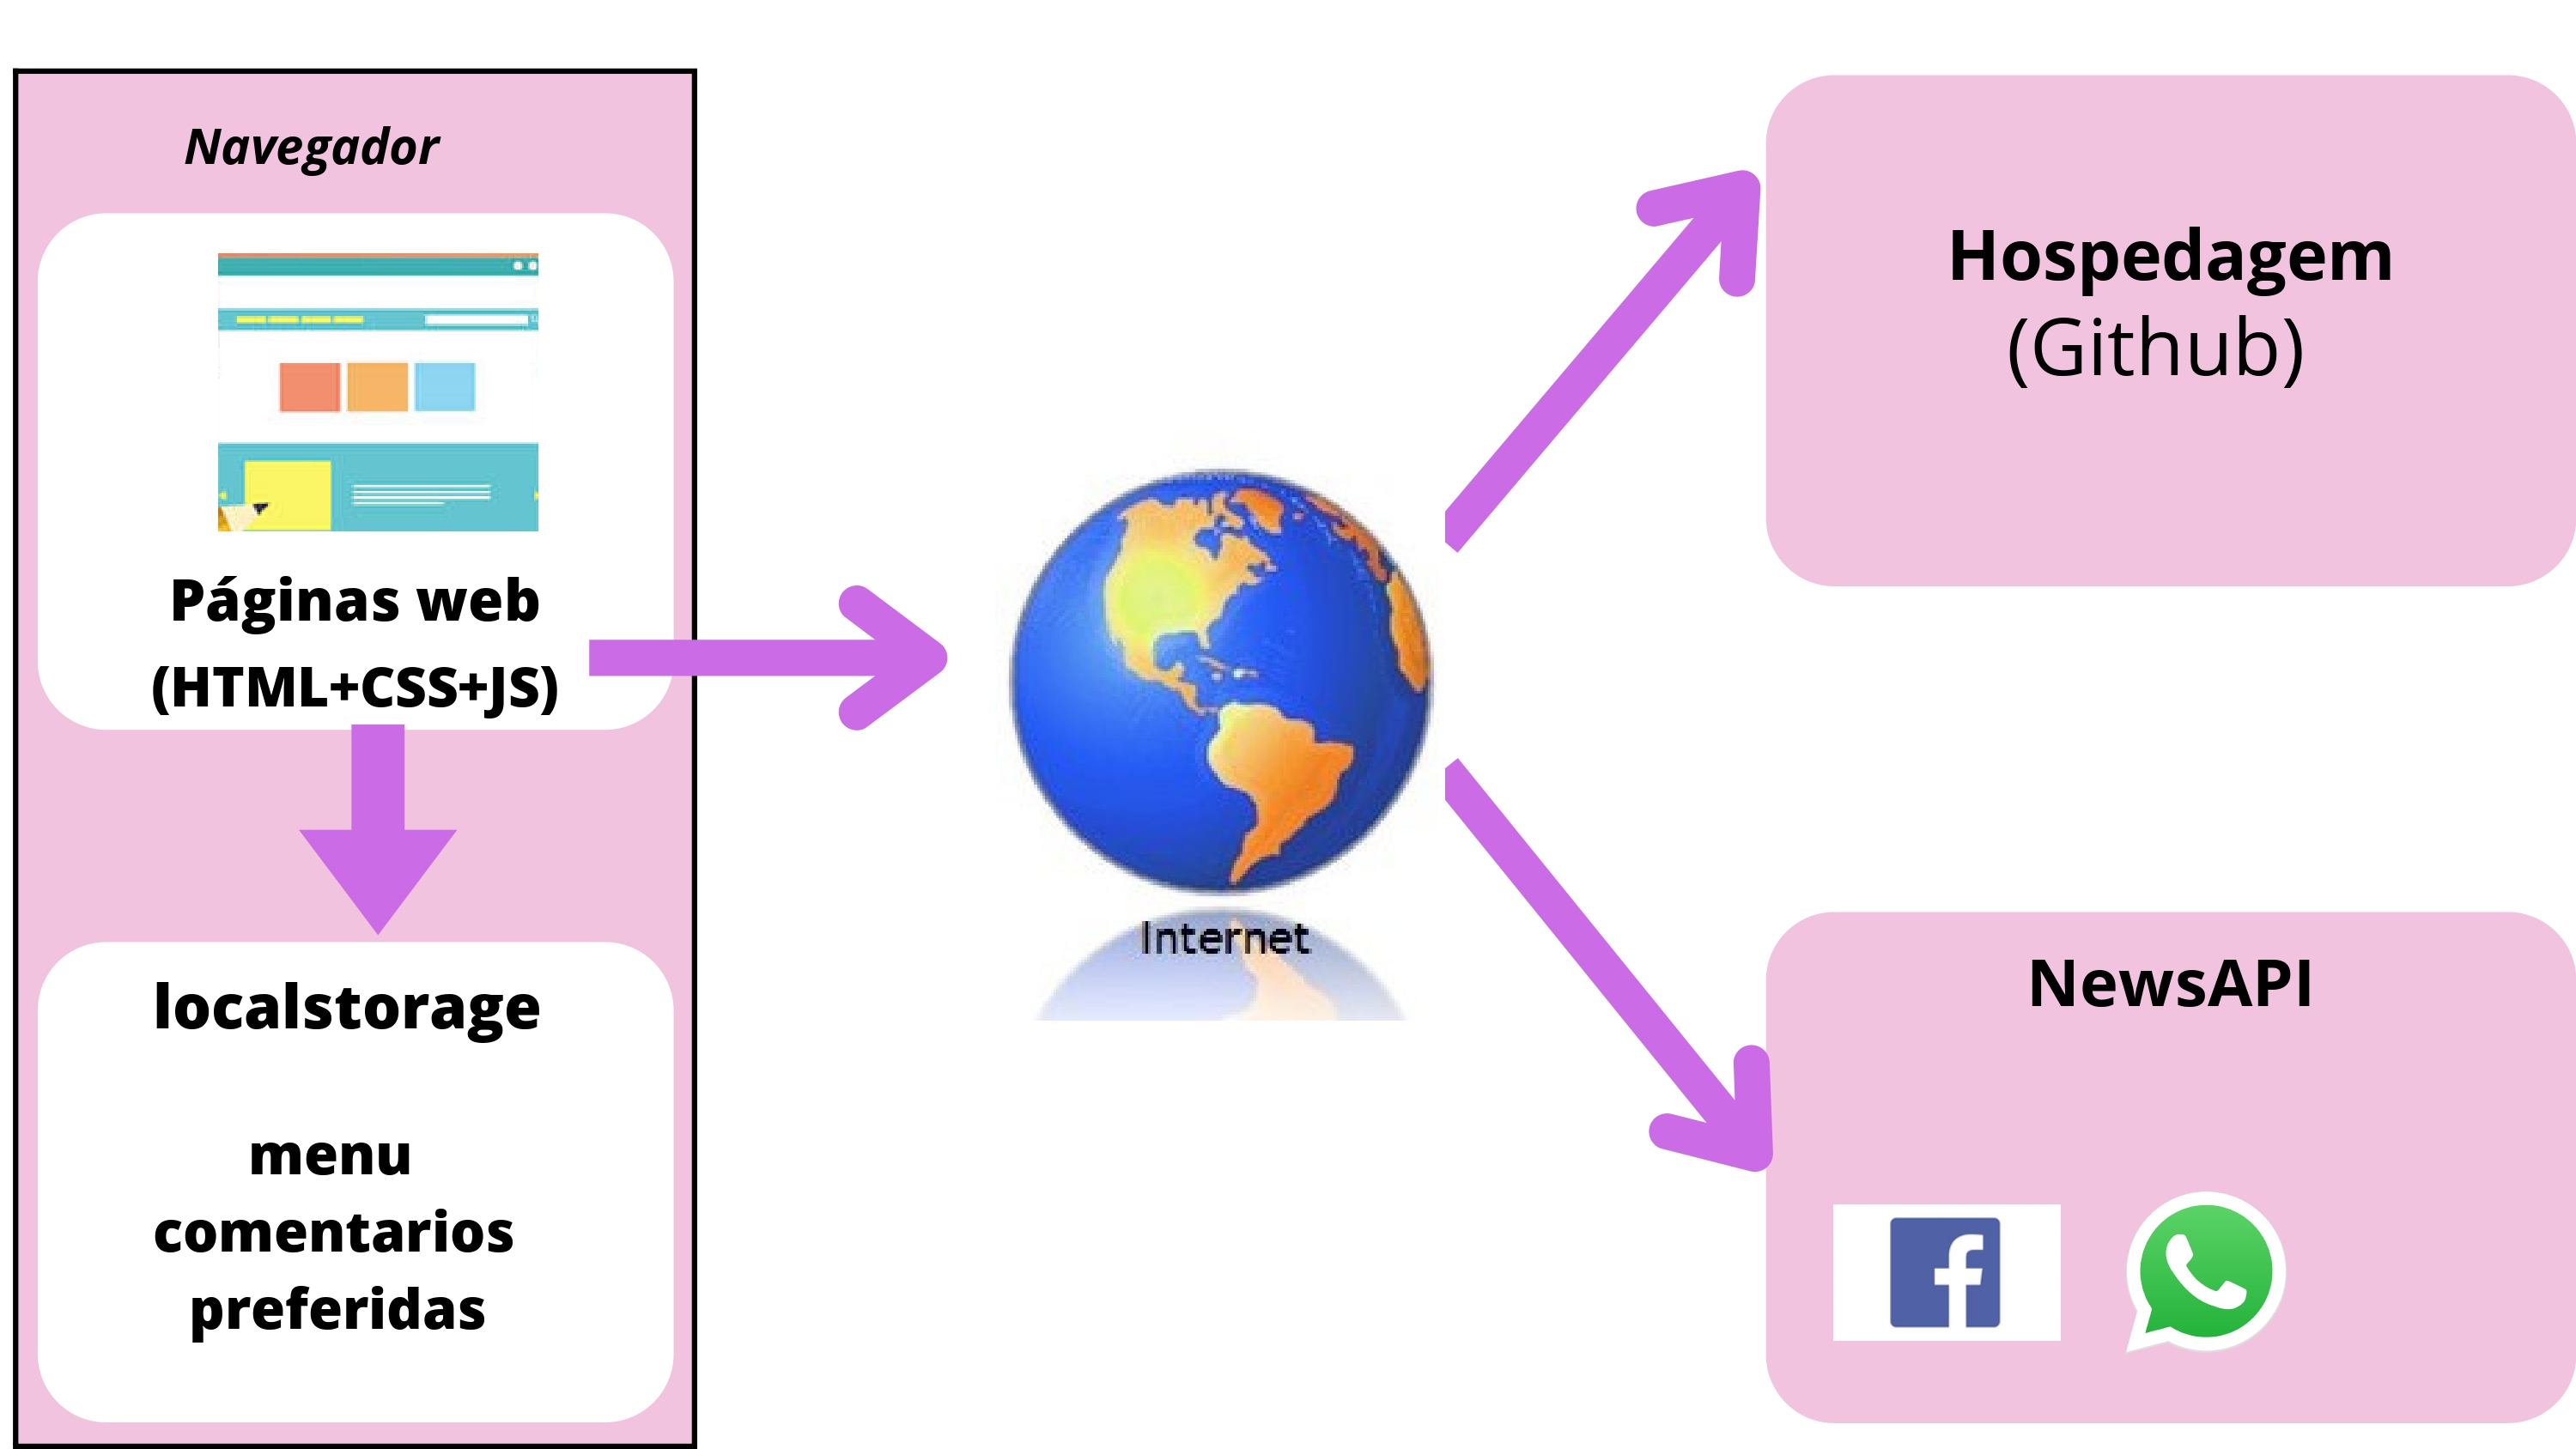 Navegador
Páginas web
(HTML+CSS+JS)
localstorage
menu
comentarios
preferidas
Internet
Hospedagem
(Github)
NewsAPI